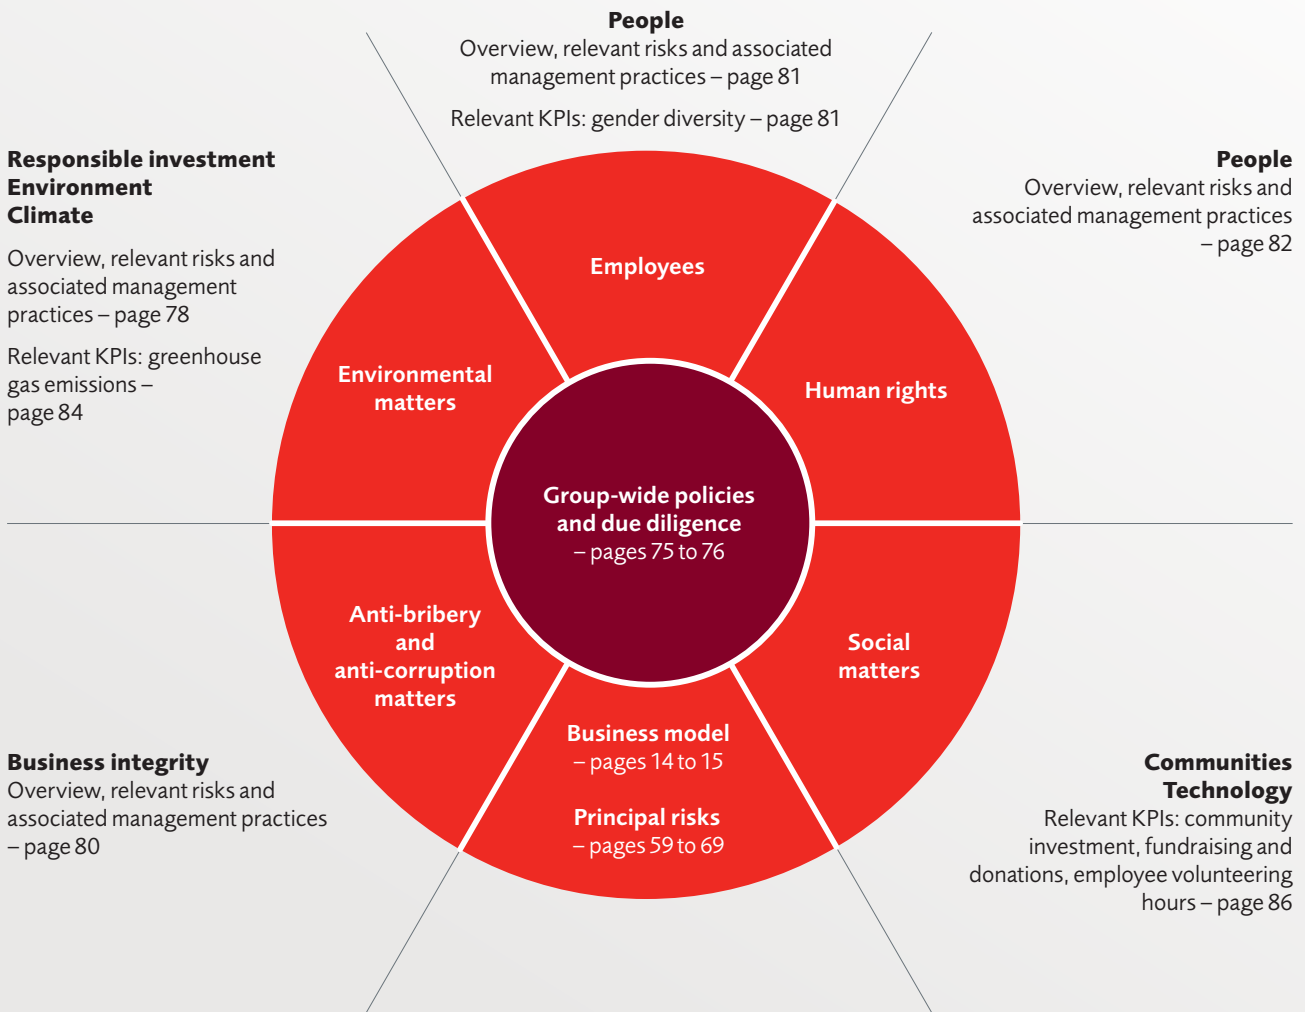 People
Overview, relevant risks and associated
management practices – page 81
Relevant KPIs: gender diversity – page 81
Responsible investment
Environment
Climate
Overview, relevant risks and
associated management
practices – page 78
Relevant KPIs: greenhouse
gas emissions –
page 84
People
Overview, relevant risks and
associated management practices
– page 82
Employees
Environmental
matters
Human rights
Group-wide policies
and due diligence
– pages 75 to 76
Anti-bribery
and
anti-corruption
matters
Social
matters
Business model
– pages 14 to 15
Principal risks
– pages 59 to 69
Business integrity
Overview, relevant risks and
associated management practices
– page 80
Communities
Technology
Relevant KPIs: community
investment, fundraising and
donations, employee volunteering
hours – page 86